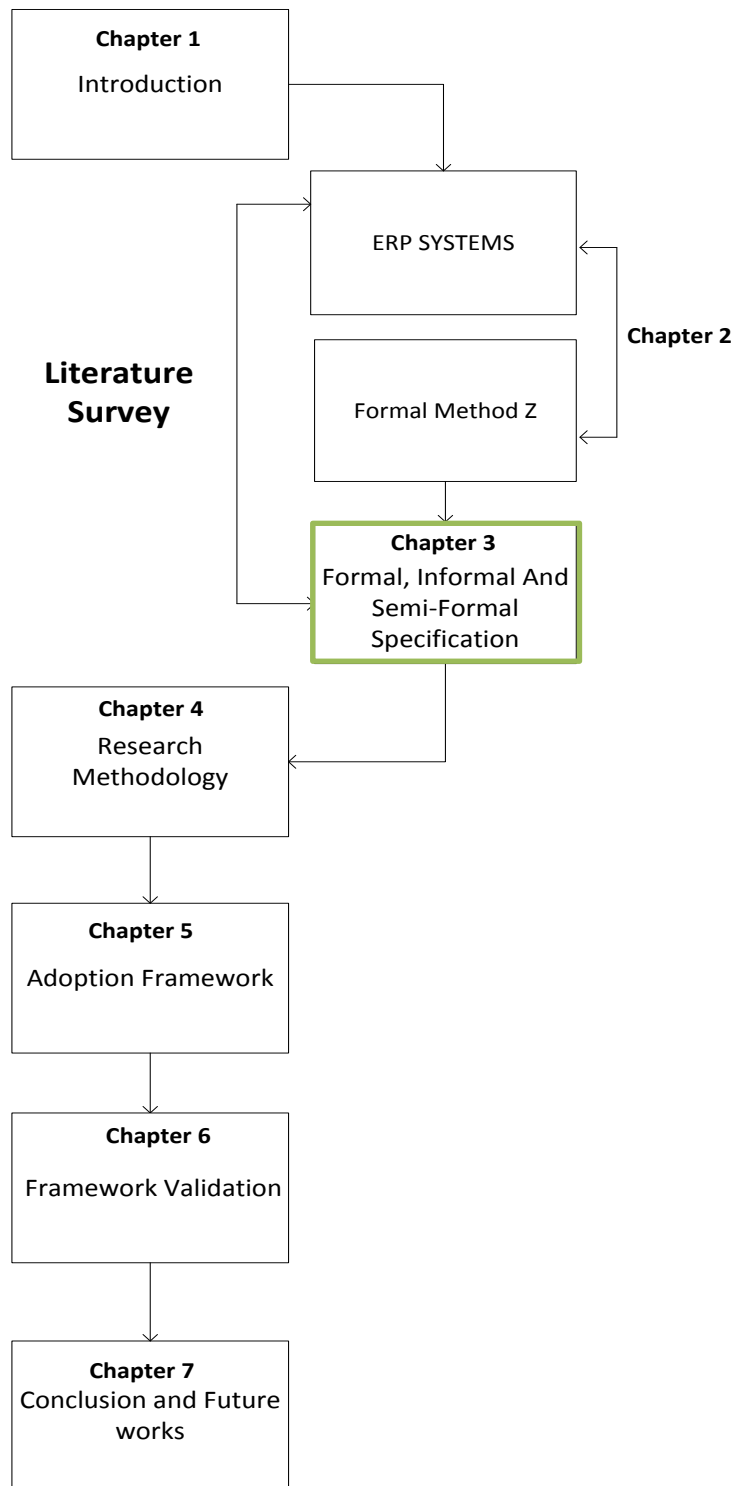 Chapter 1
Introduction
ERP SYSTEMS
Chapter 2
Literature
Survey
Formal Method Z
Chapter 3
Formal, Informal And
Semi-Formal
Specification
Chapter 4
Research
Methodology
Chapter 5
Adoption Framework
Chapter 6
Framework Validation
Chapter 7
Conclusion and Future
works